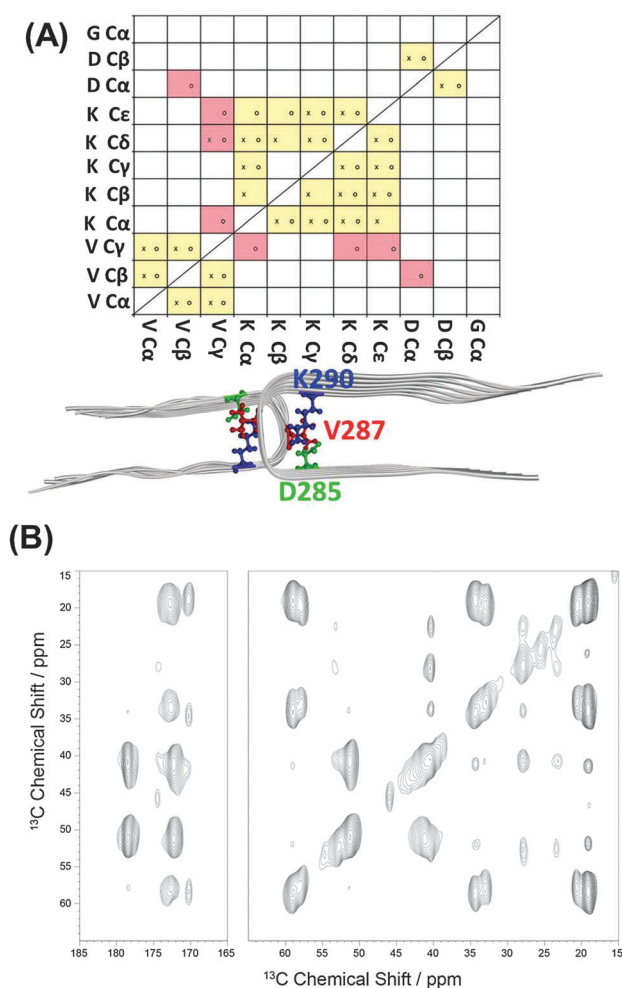 (A)
G Cα
D Cβ
x o
D Cα
o
x o
K Cε
o
o
o
x o
x o
K Cδ
x o
x o
x
x o
x o
K Cγ
x o
x o
x o
K Cβ
x
x
x o
x o
K Cα
o
x o
x o
x o
x
V Cγ
x o
x o
o
o
o
V Cβ
x o
x o
o
V Cα
x o
x o
V Cα
V Cβ
V Cγ
K Cα
K Cβ
K Cγ
K Cδ
K Cε
D Cα
D Cβ
G Cα
K290
V287
D285
(B)
15
20
25
30
35
40
45
50
55
60
¹³C Chemical Shift / ppm
185 180 175 170 165
60 55 50 45 40 35 30 25 20 15
¹³C Chemical Shift / ppm